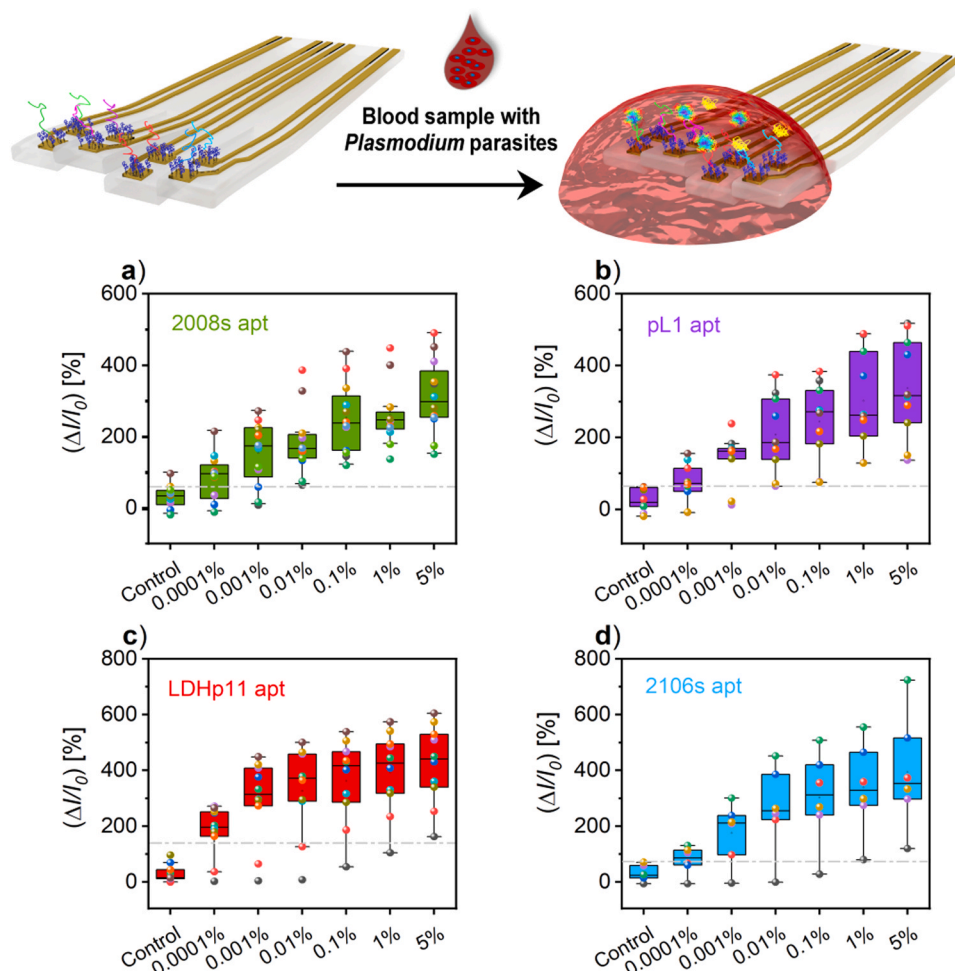 Blood sample with
Plasmodium parasites
a)
600
400
200
0
(ΔI/I0) [%]
2008s apt
Control
0.0001%
0.001%
0.01%
0.1%
1%
5%
b)
600
400
200
0
(ΔI/I0) [%]
pL1 apt
Control
0.0001%
0.001%
0.01%
0.1%
1%
5%
c)
800
600
400
200
0
(ΔI/I0) [%]
LDHp11 apt
Control
0.0001%
0.001%
0.01%
0.1%
1%
5%
d)
800
600
400
200
0
(ΔI/I0) [%]
2106s apt
Control
0.0001%
0.001%
0.01%
0.1%
1%
5%